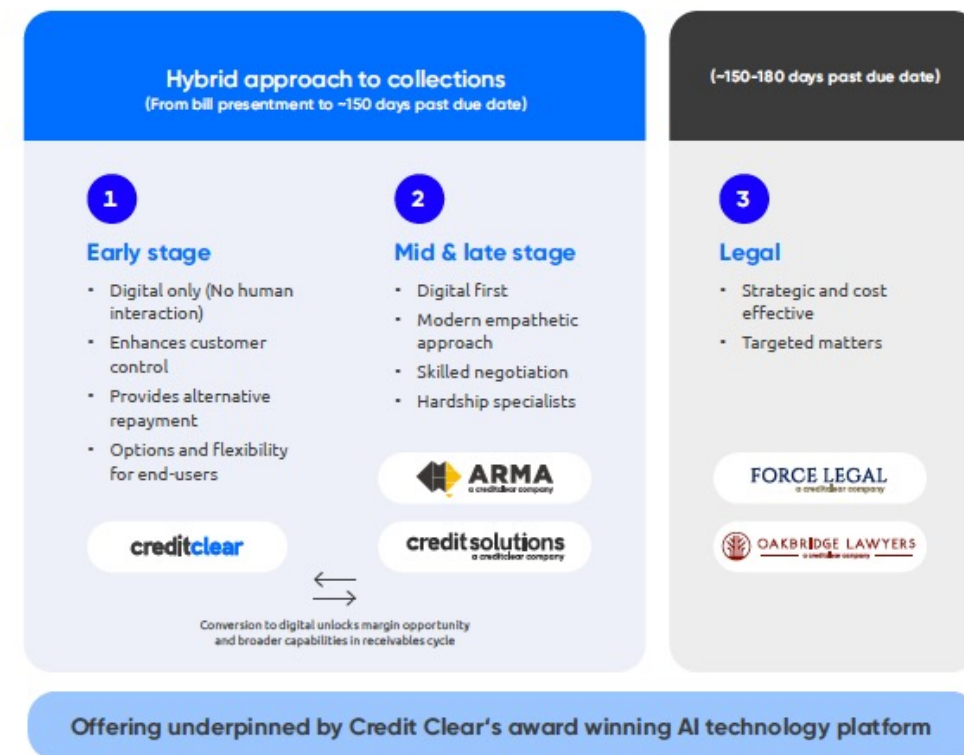 Hybrid approach to collections
(From bill presentment to ~150 days past due date)
1
Early stage
• Digital only (No human
interaction)
• Enhances customer
control
• Provides alternative
repayment
• Options and flexibility
for end-users
creditclear
2
Mid & late stage
• Digital first
• Modern empathetic
approach
• Skilled negotiation
• Hardship specialists
ARMA
a creditclear company
credit solutions
a creditclear company
Conversion to digital unlocks margin opportunity
and broader capabilities in receivables cycle
(~150-180 days past due date)
3
Legal
• Strategic and cost
effective
• Targeted matters
FORCE LEGAL
a creditclear company
OAKBRIDGE LAWYERS
a creditclear company
Offering underpinned by Credit Clear‘s award winning AI technology platform